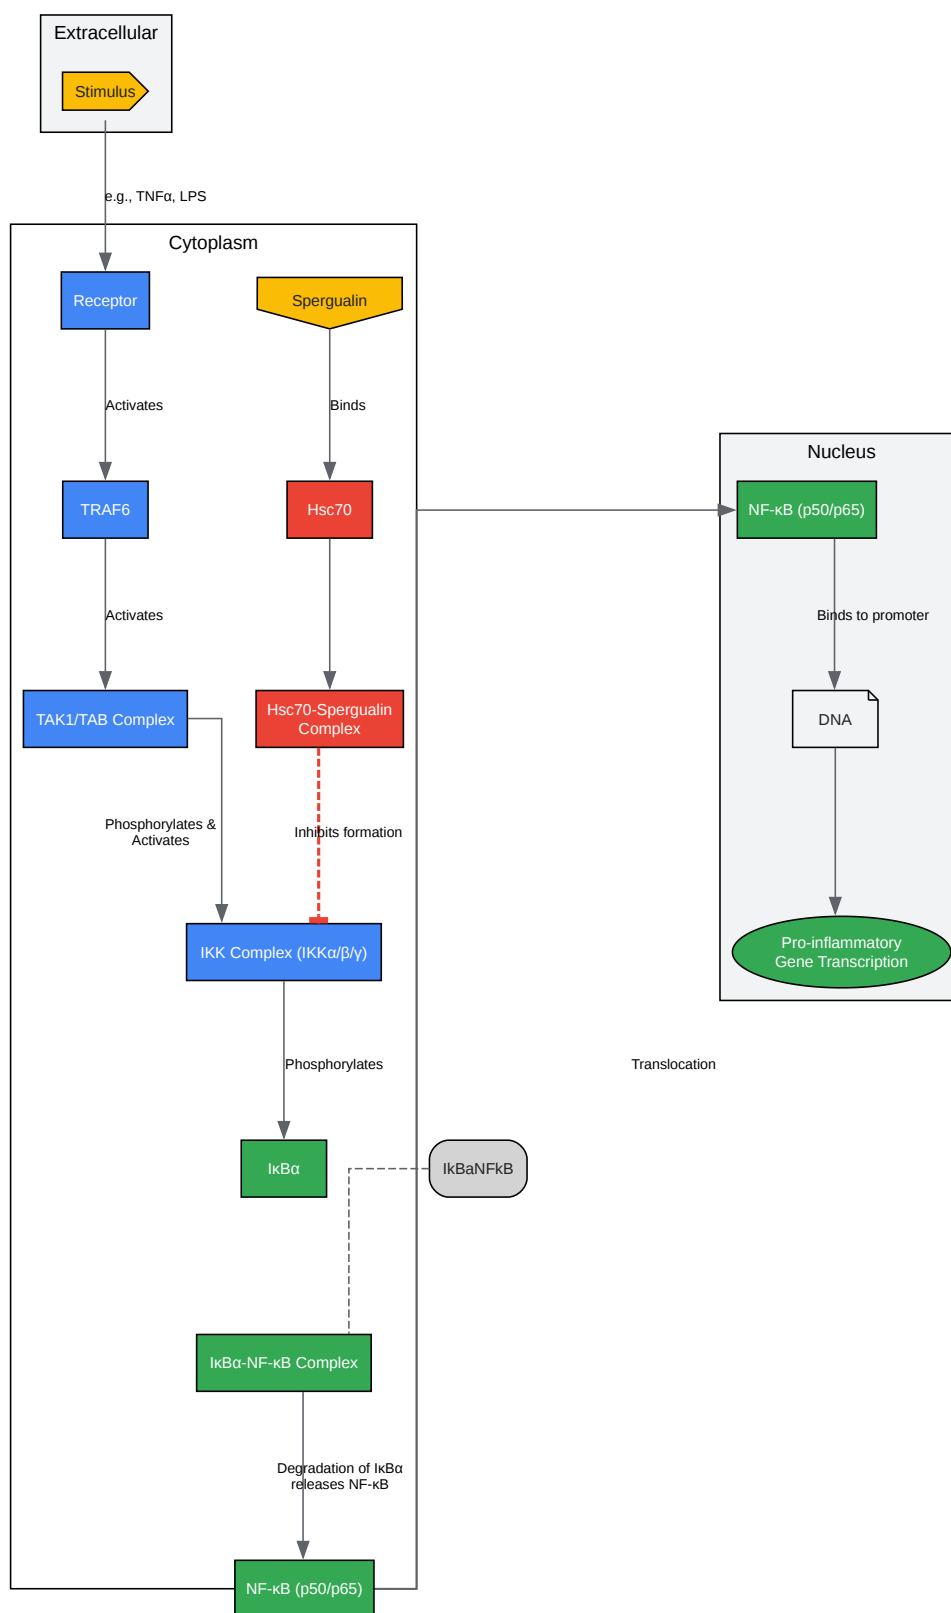 Extracellular
Stimulus
e.g., TNFα, LPS
Cytoplasm
Receptor
Spergualin
Activates
Binds
TRAF6
Hsc70
Activates
TAK1/TAB Complex
Hsc70-Spergualin
Complex
Phosphorylates &
Activates
Inhibits formation
IKK Complex (IKKα/β/γ)
Phosphorylates
IκBα
IkBaNFkB
IκBα-NF-κB Complex
Degradation of IκBα
releases NF-κB
NF-κB (p50/p65)
Translocation
Nucleus
NF-κB (p50/p65)
Binds to promoter
DNA
Pro-inflammatory
Gene Transcription